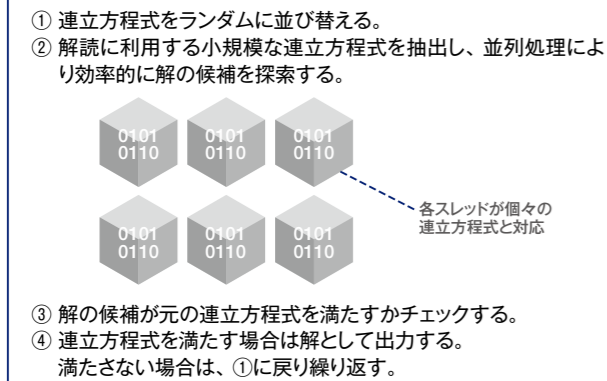 ① 連立方程式をランダムに並び替える。
② 解読に利用する小規模な連立方程式を抽出し、並列処理によ
り効率的に解の候補を探索する。
0101 0101 0101
0110 0110 0110
各スレッドが個々の
連立方程式と対応
0101 0101 0101
0110 0110 0110
③ 解の候補が元の連立方程式を満たすかチェックする。
④ 連立方程式を満たす場合は解として出力する。
満たさない場合は、①に戻り繰り返す。